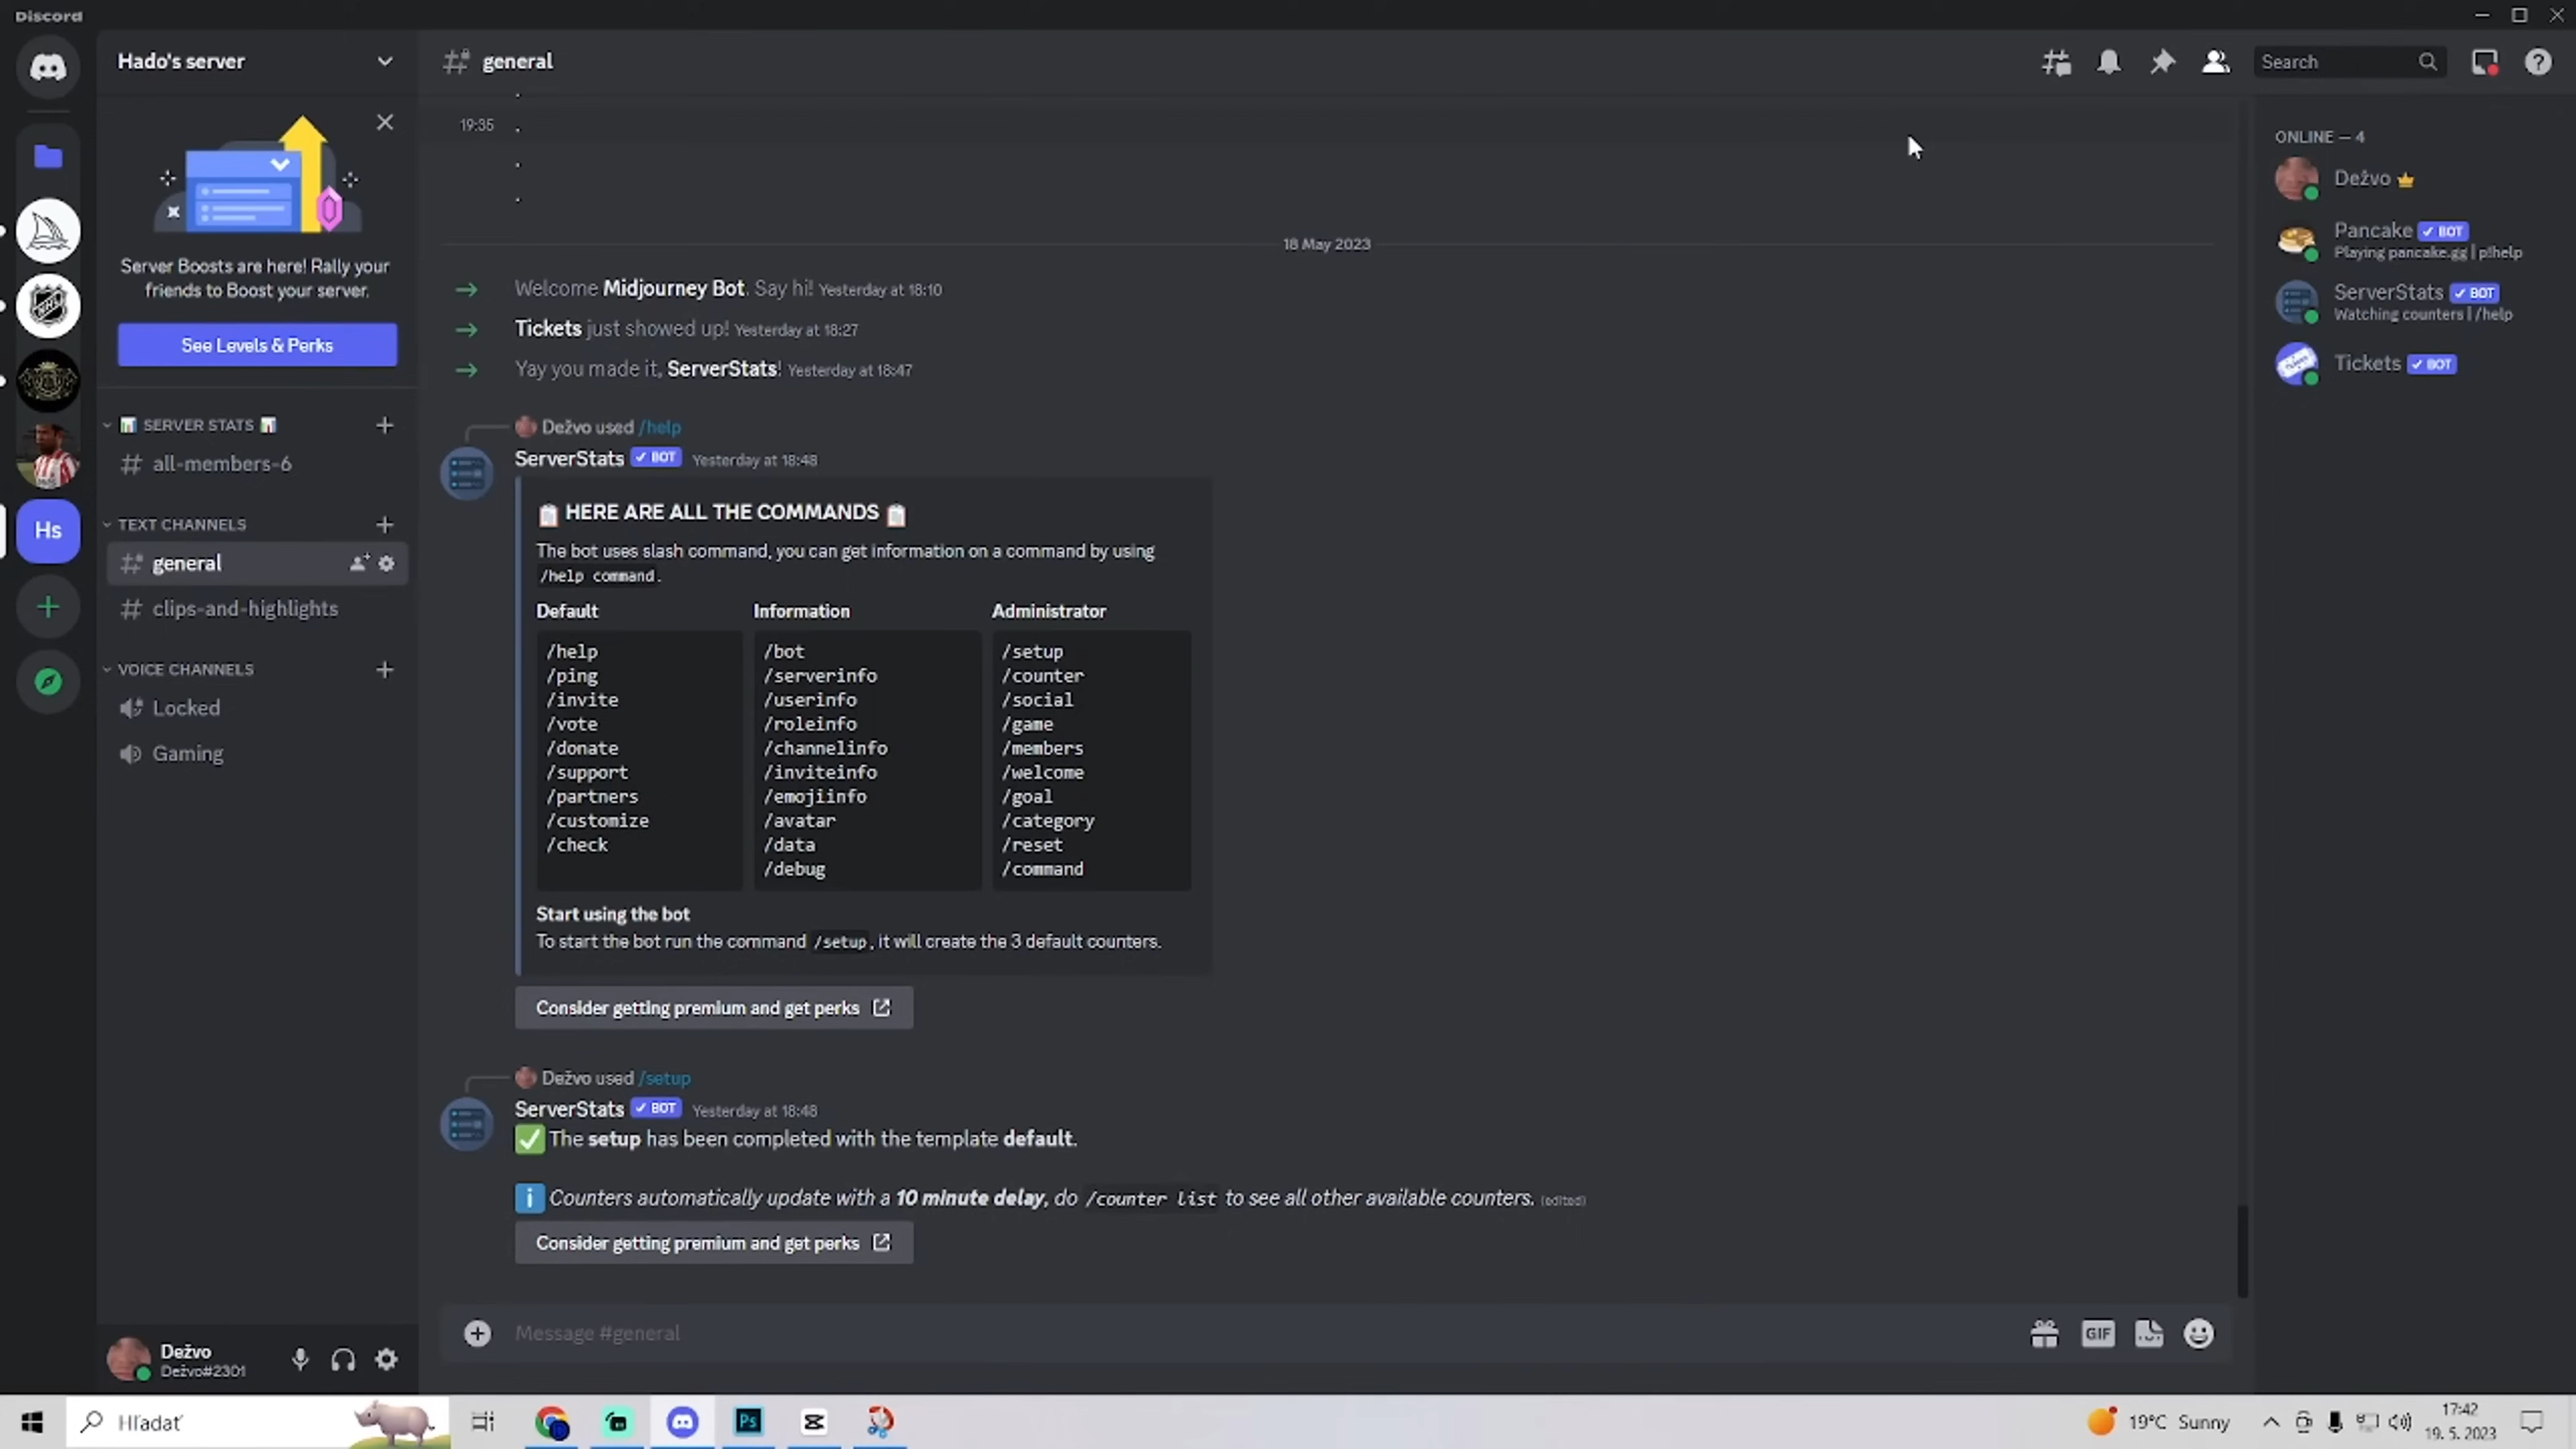 Discord
Hado's server
general
Search
Server Boosts are here! Rally your
friends to Boost your server.
See Levels & Perks
SERVER STATS
all-members-6
TEXT CHANNELS
general
clips-and-highlights
VOICE CHANNELS
Locked
Gaming
Hs
19:35 .
.
.
18 May 2023
Welcome Midjourney Bot. Say hi! Yesterday at 18:10
Tickets just showed up! Yesterday at 18:27
Yay you made it, ServerStats! Yesterday at 18:47
Dežvo used /help
ServerStats BOT Yesterday at 18:48
HERE ARE ALL THE COMMANDS
The bot uses slash command, you can get information on a command by using
/help command.
Default
/help
/ping
/invite
/vote
/donate
/support
/partners
/customize
/check
Information
/bot
/serverinfo
/userinfo
/roleinfo
/channelinfo
/inviteinfo
/emojiinfo
/avatar
/data
/debug
Administrator
/setup
/counter
/social
/game
/members
/welcome
/goal
/category
/reset
/command
Start using the bot
To start the bot run the command /setup, it will create the 3 default counters.
Consider getting premium and get perks
Dežvo used /setup
ServerStats BOT Yesterday at 18:48
The setup has been completed with the template default.
Counters automatically update with a 10 minute delay, do /counter list to see all other available counters. (edited)
Consider getting premium and get perks
Message #general
GIF
ONLINE — 4
Dežvo
Pancake BOT
Playing pancake.gg | p!help
ServerStats BOT
Watching counters | /help
Tickets BOT
Dežvo
Dežvo#2301
Hľadať
Ps
19°C Sunny
17:42
19. 5. 2023